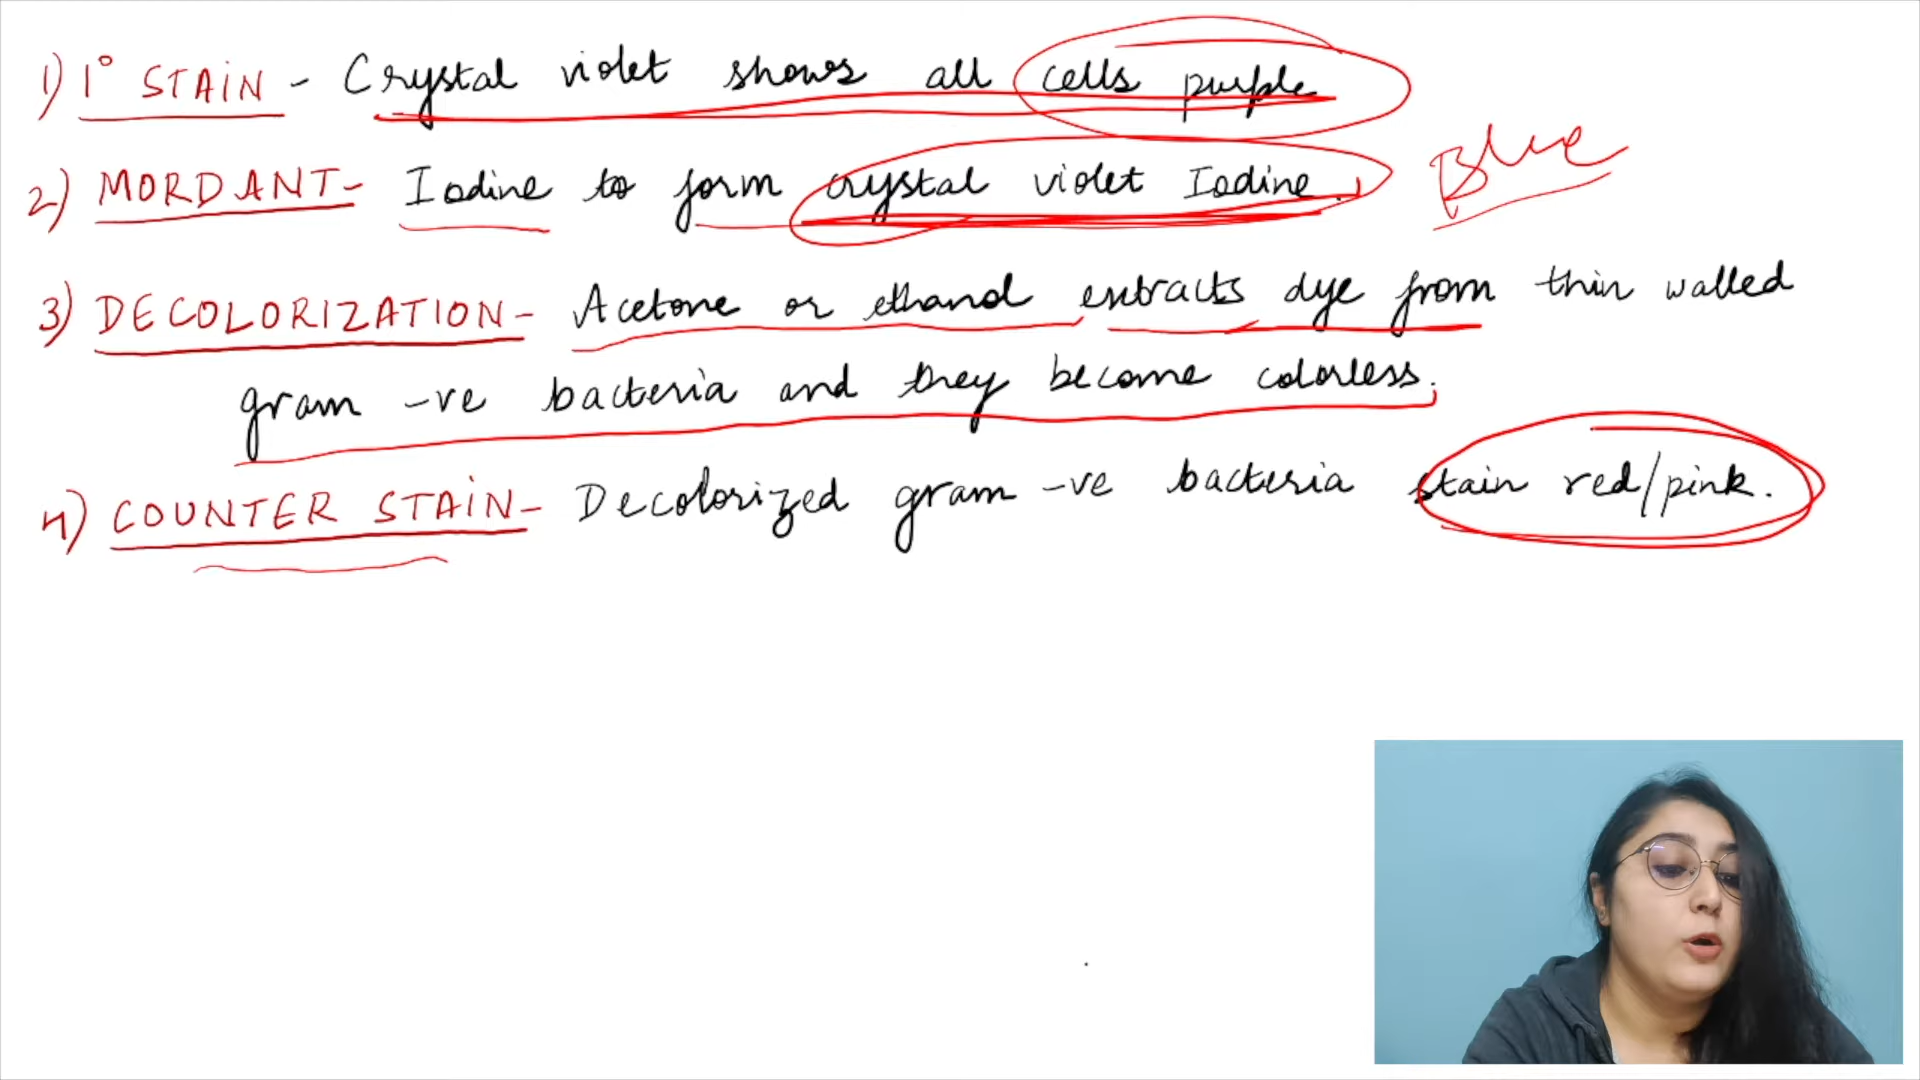 1) 1° STAIN - Crystal violet shows all cells purple
2) MORDANT- Iodine to form crystal violet Iodine.
Blue
3) DECOLORIZATION- Acetone or ethanol extracts dye from thin walled
gram -ve bacteria and they become colorless.
4) COUNTER STAIN- Decolorized gram -ve bacteria stain red/pink.